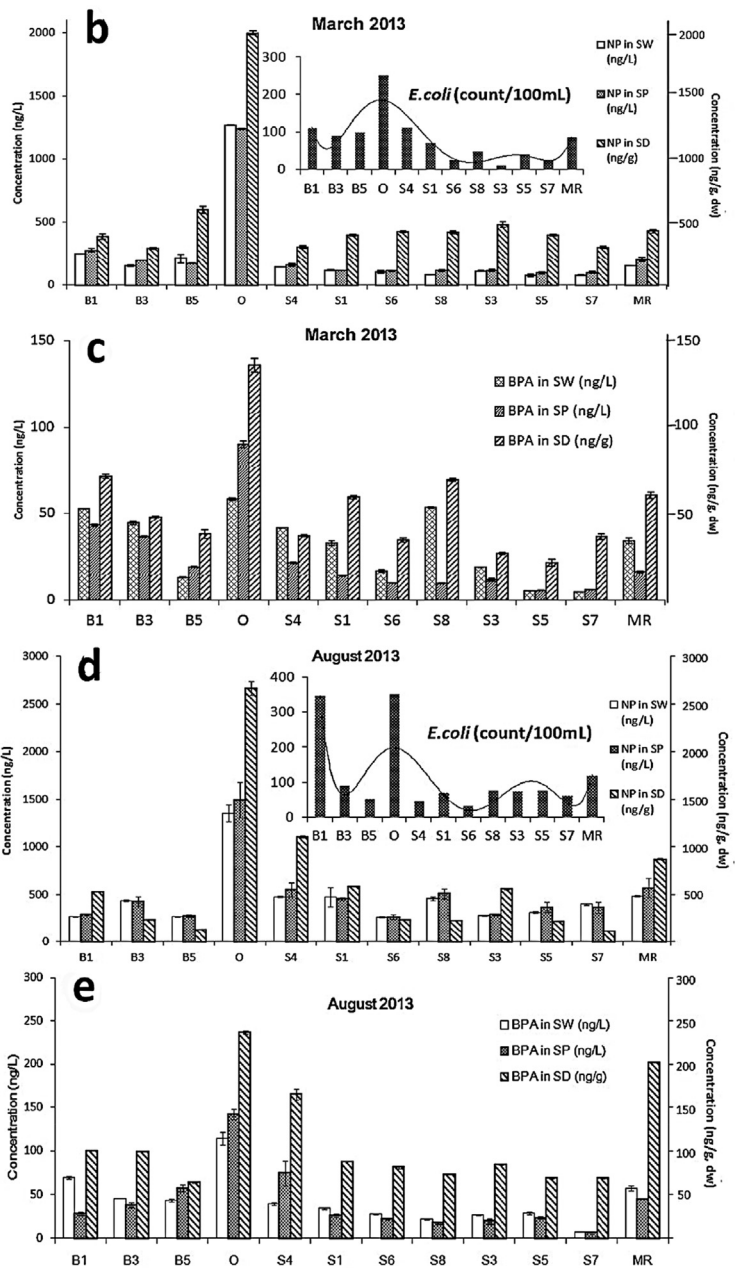 b
March 2013
2000
1500
1000
500
0
Concentration (ng/L)
300
200
100
0
E.coli (count/100mL)
B1 B3 B5 O S4 S1 S6 S8 S3 S5 S7 MR
NP in SW
(ng/L)
NP in SP
(ng/L)
NP in SD
(ng/g)
2000
1500
1000
500
Concentration (ng/g, dw)
B1 B3 B5 O S4 S1 S6 S8 S3 S5 S7 MR
c
March 2013
150
100
50
0
Concentration (ng/L)
BPA in SW (ng/L)
BPA in SP (ng/L)
BPA in SD (ng/g)
150
100
50
Concentration (ng/g, dw)
B1 B3 B5 O S4 S1 S6 S8 S3 S5 S7 MR
d
August 2013
3000
2500
2000
1500
1000
500
0
Concentration (ng/L)
400
300
200
100
0
E.coli (count/100mL)
B1 B3 B5 O S4 S1 S6 S8 S3 S5 S7 MR
NP in SW
(ng/L)
NP in SP
(ng/L)
NP in SD
(ng/g)
3000
2500
2000
1500
1000
500
Concentration (ng/g, dw)
B1 B3 B5 O S4 S1 S6 S8 S3 S5 S7 MR
e
August 2013
300
250
200
150
100
50
0
Concentration (ng/L)
BPA in SW (ng/L)
BPA in SP (ng/L)
BPA in SD (ng/g)
300
250
200
150
100
50
Concentration (ng/g, dw)
B1 B3 B5 O S4 S1 S6 S8 S3 S5 S7 MR